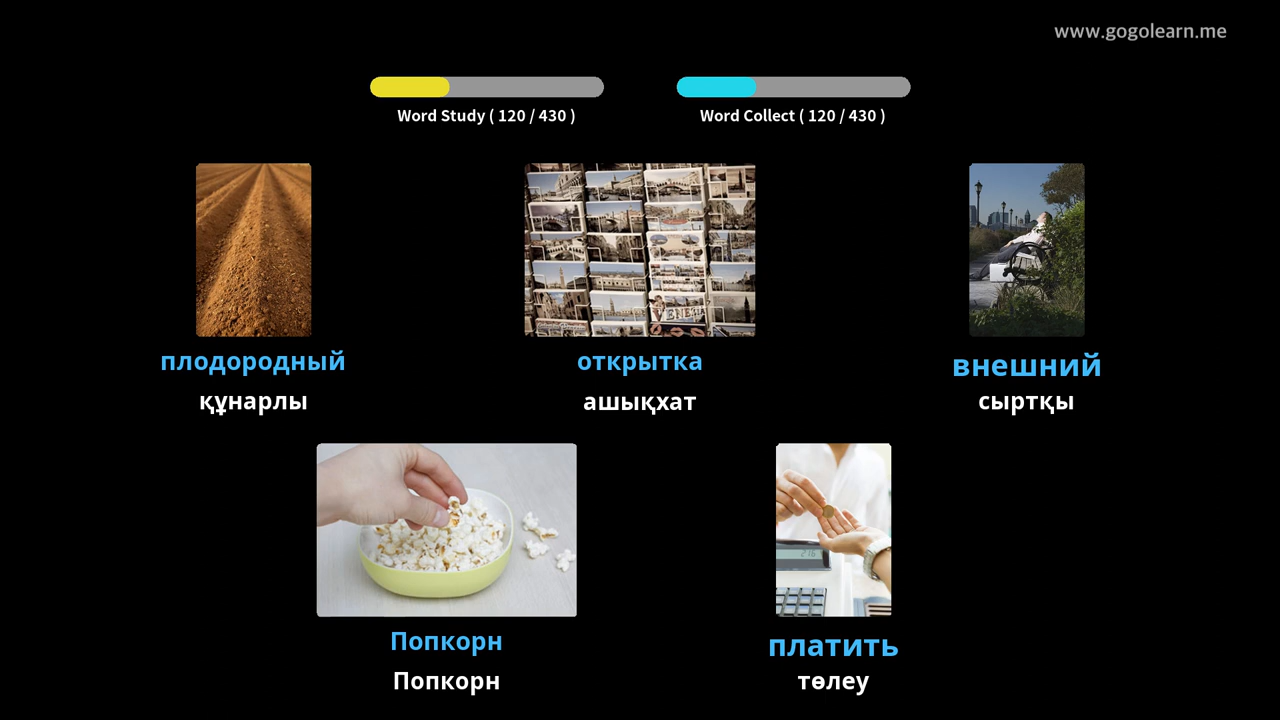 www.gogolearn.me
Word Study ( 120 / 430 )
Word Collect ( 120 / 430 )
плодородный
құнарлы
открытка
ашықхат
внешний
сыртқы
VENEZIA
Попкорн
Попкорн
платить
төлеу